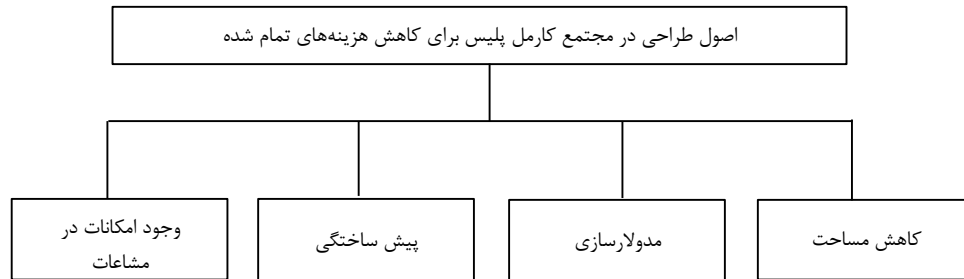 اصول طراحی در مجتمع کارمل پلیس برای کاهش هزینه‌های تمام شده
کاهش مساحت
مدولارسازی
پیش ساختگی
وجود امکانات در
مشاعات